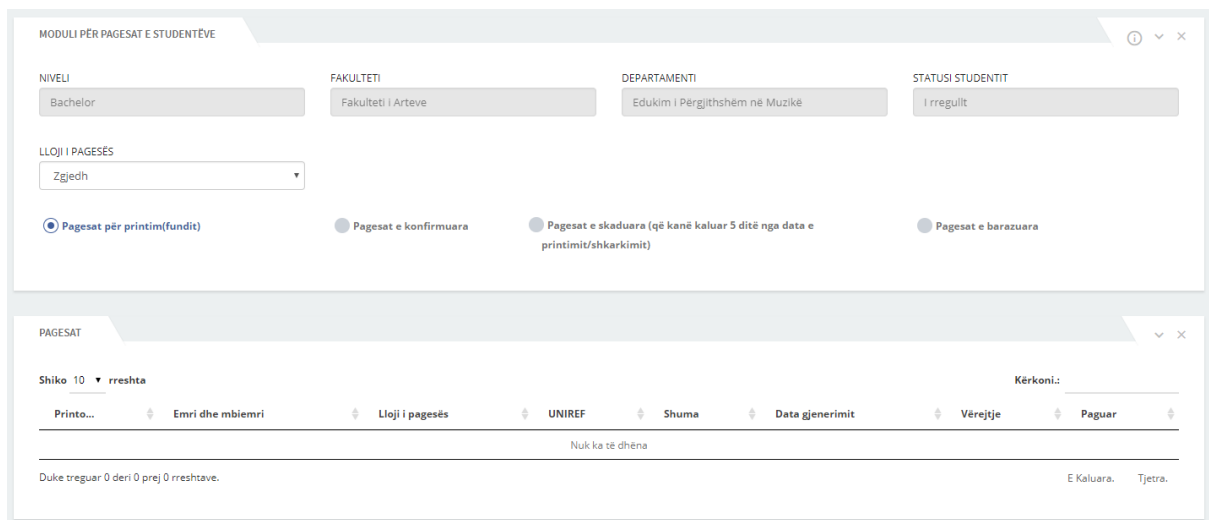 MODULI PËR PAGESAT E STUDENTËVE
NIVELI FAKULTETI DEPARTAMENTI STATUSI STUDENTIT
Bachelor Fakulteti i Arteve Edukim i Përgjithshëm në Muzikë I rregullt
LLOJI I PAGESËS
Zgjedh
Pagesat për printim(fundit) Pagesat e konfirmuara Pagesat e skaduara (që kanë kaluar 5 ditë nga data e Pagesat e barazuara
printimit/shkarkimit)
PAGESAT
Shiko 10 rreshta Kërkoni.:
Printo... Emri dhe mbiemri Lloji i pagesës UNIREF Shuma Data gjenerimit Vërejtje Paguar
Nuk ka të dhëna
Duke treguar 0 deri 0 prej 0 rreshtave. E Kaluara. Tjetra.